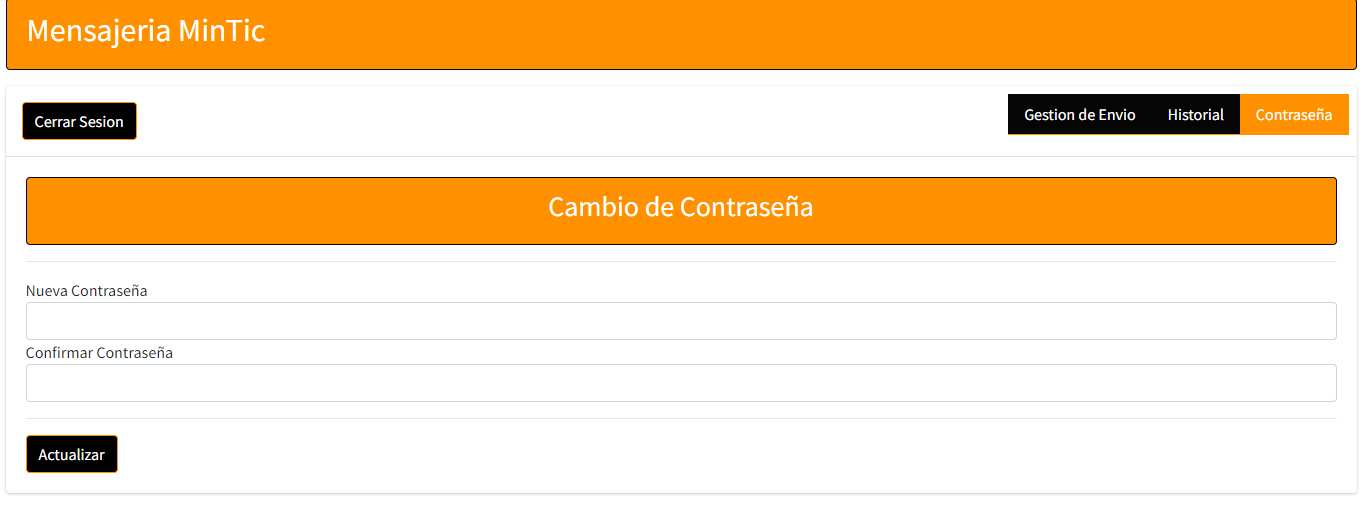 Mensajeria MinTic
Cerrar Sesion
Gestion de Envio Historial Contraseña
Cambio de Contraseña
Nueva Contraseña
Confirmar Contraseña
Actualizar